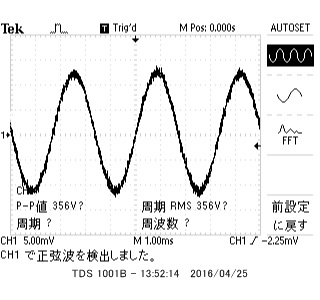 Tek T Trig'd M Pos: 0.000s AUTOSET
FFT
1
CH1
P-P値 356V? 周期 RMS 356V?
周期 ? 周波数 ?
前設定
に戻す
CH1 5.00mV M 1.00ms CH1 -2.25mV
CH1 で正弦波を検出しました。
TDS 1001B - 13:52:14 2016/04/25